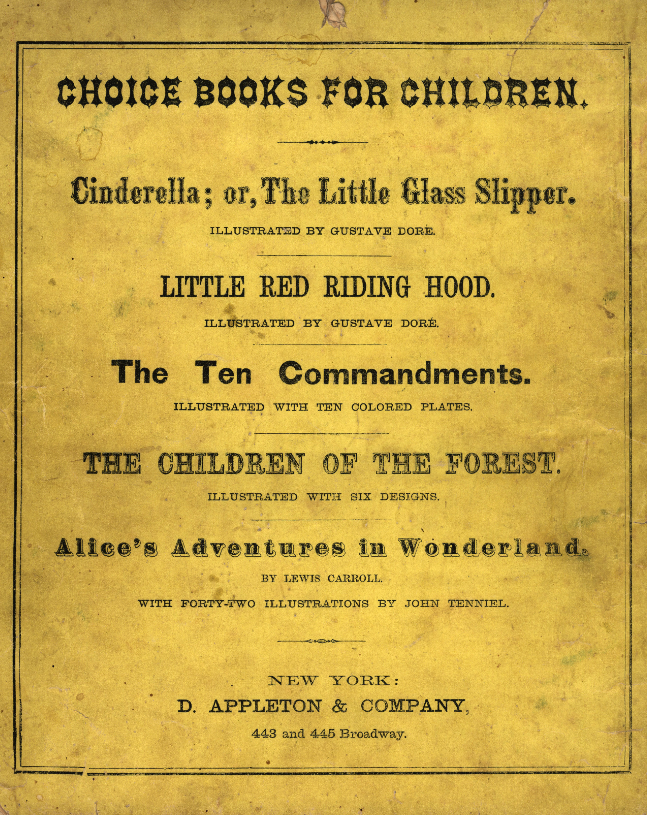 CHOICE BOOKS FOR CHILDREN.
Cinderella; or, The Little Glass Slipper.
ILLUSTRATED BY GUSTAVE DORÉ.
LITTLE RED RIDING HOOD.
ILLUSTRATED BY GUSTAVE DORÉ.
The Ten Commandments.
ILLUSTRATED WITH TEN COLORED PLATES.
THE CHILDREN OF THE FOREST.
ILLUSTRATED WITH SIX DESIGNS.
Alice's Adventures in Wonderland.
BY LEWIS CARROLL.
WITH FORTY-TWO ILLUSTRATIONS BY JOHN TENNIEL.
NEW YORK:
D. APPLETON & COMPANY,
443 and 445 Broadway.